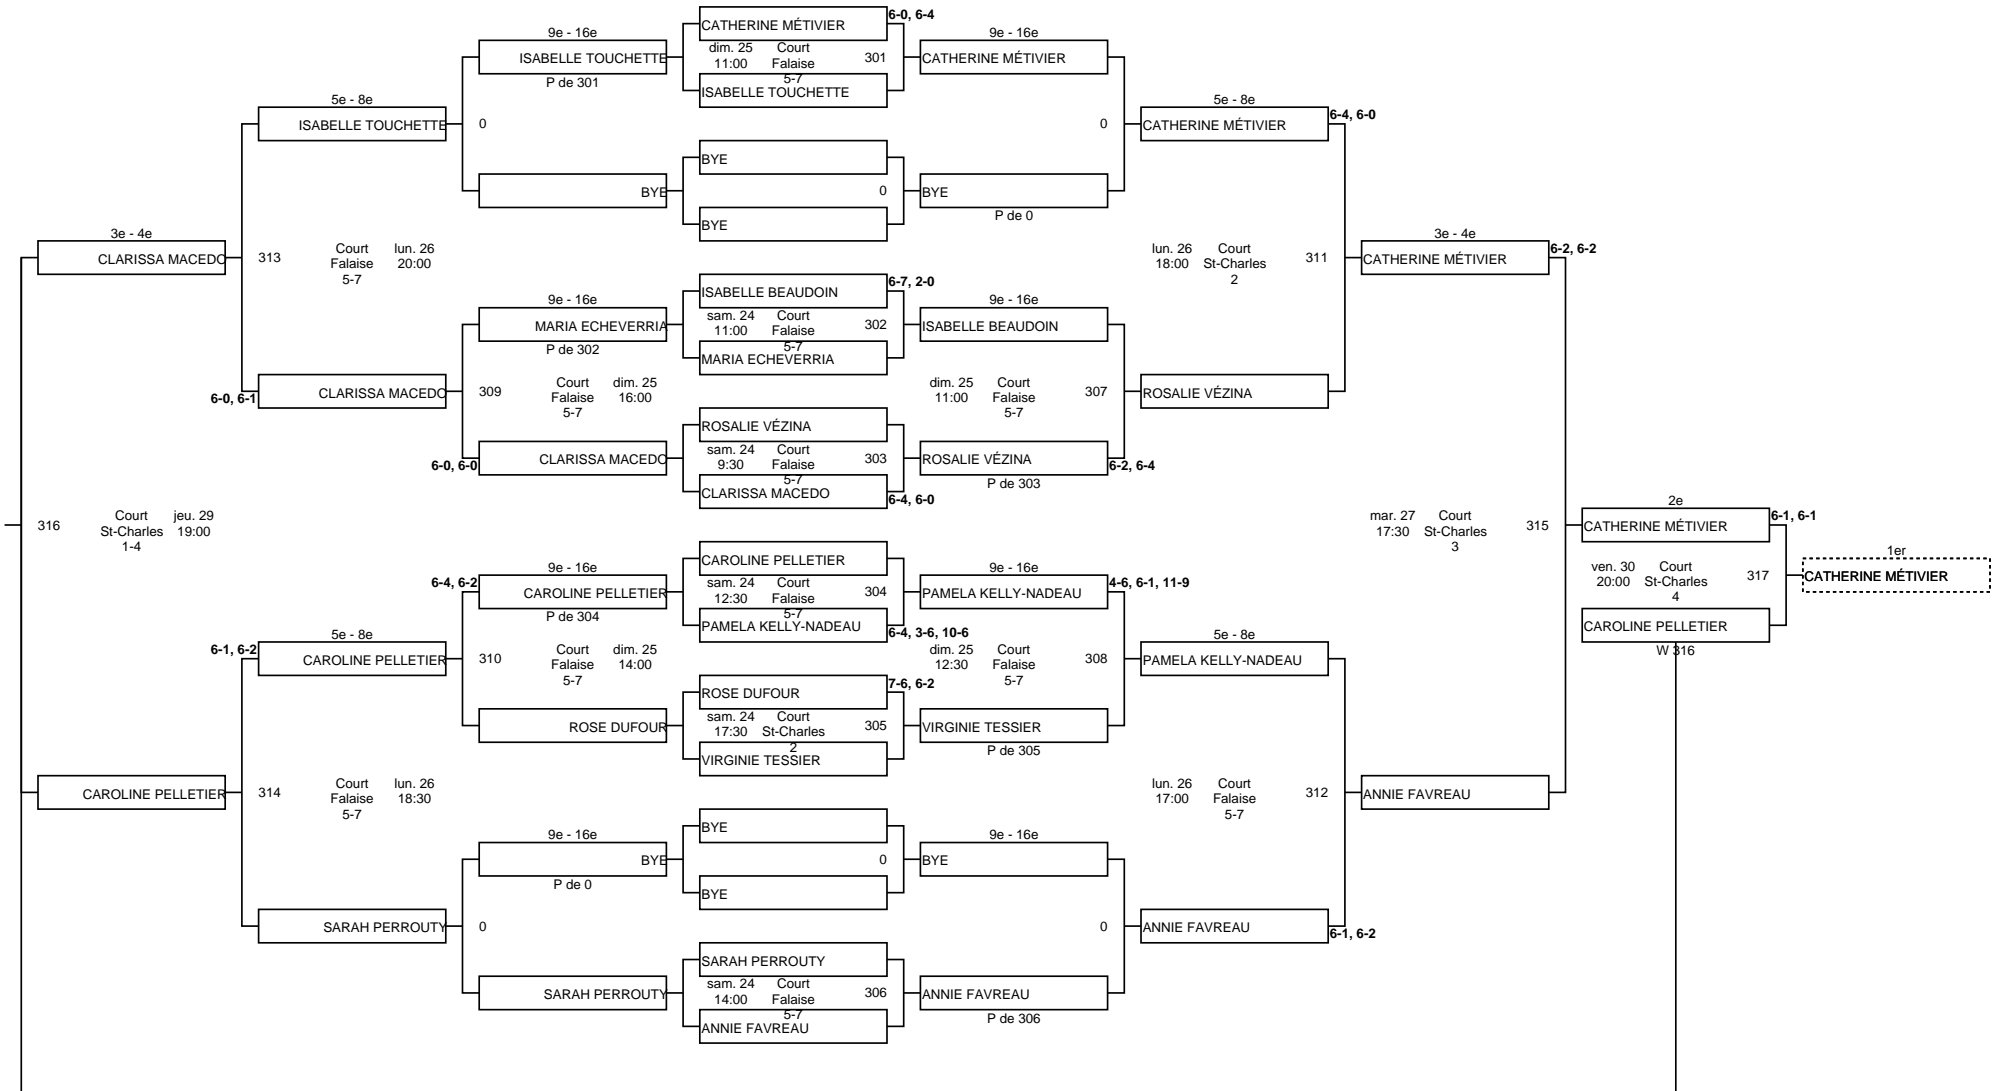 CATHERINE MÉTIVIER 6-0, 6-4
9e - 16e 9e - 16e
ISABELLE TOUCHETTE dim. 25 Court 301 CATHERINE MÉTIVIER
11:00 Falaise
P de 301 5-7
ISABELLE TOUCHETTE
5e - 8e 5e - 8e
ISABELLE TOUCHETTE 0 0 CATHERINE MÉTIVIER 6-4, 6-0
BYE
BYE 0 BYE
P de 0
BYE
3e - 4e 3e - 4e
CLARISSA MACEDO 313 Court lun. 26 lun. 26 Court 311 CATHERINE MÉTIVIER 6-2, 6-2
Falaise 20:00 18:00 St-Charles
5-7 2
ISABELLE BEAUDOIN 6-7, 2-0
9e - 16e 9e - 16e
MARIA ECHEVERRIA sam. 24 Court 302 ISABELLE BEAUDOIN
11:00 Falaise
P de 302 5-7
MARIA ECHEVERRIA
6-0, 6-1 CLARISSA MACEDO 309 Court dim. 25 dim. 25 Court 307 ROSALIE VÉZINA
Falaise 16:00 11:00 Falaise
5-7 5-7
ROSALIE VÉZINA
6-0, 6-0 CLARISSA MACEDO sam. 24 Court 303 ROSALIE VÉZINA 6-2, 6-4
9:30 Falaise
5-7 P de 303
CLARISSA MACEDO 6-4, 6-0
316 Court jeu. 29 mar. 27 Court 315 2e
St-Charles 19:00 17:30 St-Charles CATHERINE MÉTIVIER 6-1, 6-1
1-4 3
CAROLINE PELLETIER
6-4, 6-2 9e - 16e 9e - 16e 4-6, 6-1, 11-9
CAROLINE PELLETIER sam. 24 Court 304 PAMELA KELLY-NADEAU
12:30 Falaise
P de 304 5-7
PAMELA KELLY-NADEAU 6-4, 3-6, 10-6
1er
ven. 30 Court 317 CATHERINE MÉTIVIER
20:00 St-Charles
4
CAROLINE PELLETIER
W 316
5e - 8e 5e - 8e
6-1, 6-2 CAROLINE PELLETIER 310 Court dim. 25 dim. 25 Court 308 PAMELA KELLY-NADEAU
Falaise 14:00 12:30 Falaise
5-7 5-7
ROSE DUFOUR 7-6, 6-2
ROSE DUFOUR sam. 24 Court 305 VIRGINIE TESSIER
17:30 St-Charles
2 P de 305
VIRGINIE TESSIER
CAROLINE PELLETIER 314 Court lun. 26 lun. 26 Court 312 ANNIE FAVREAU
Falaise 18:30 17:00 Falaise
5-7 5-7
BYE
9e - 16e 9e - 16e
BYE 0 BYE
P de 0
BYE
SARAH PERROUTY 0 0 ANNIE FAVREAU 6-1, 6-2
SARAH PERROUTY
SARAH PERROUTY sam. 24 Court 306 ANNIE FAVREAU
14:00 Falaise
5-7 P de 306
ANNIE FAVREAU